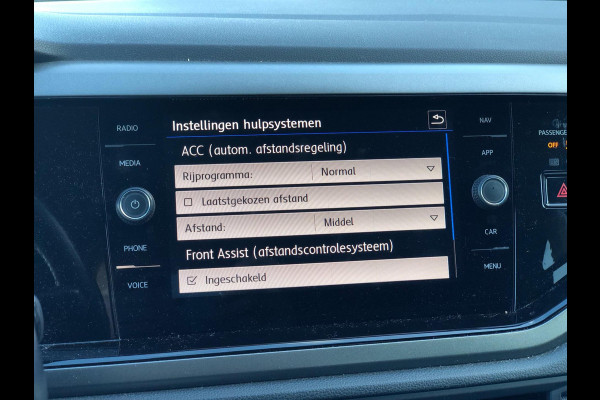 RADIO
MEDIA
PHONE
VOICE
Instellingen hulpsystemen
ACC (autom. afstandsregeling)
Rijprogramma: Normal
Laatstgekozen afstand
Afstand: Middel
Front Assist (afstandscontrolesysteem)
Ingeschakeld
NAV
APP
CAR
MENU
PASSENGE
OFF